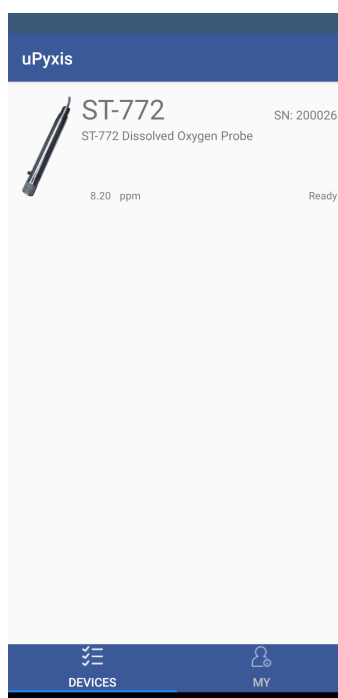 uPyxis
ST-772
SN: 200026
ST-772 Dissolved Oxygen Probe
8.20 ppm
Ready
DEVICES
MY